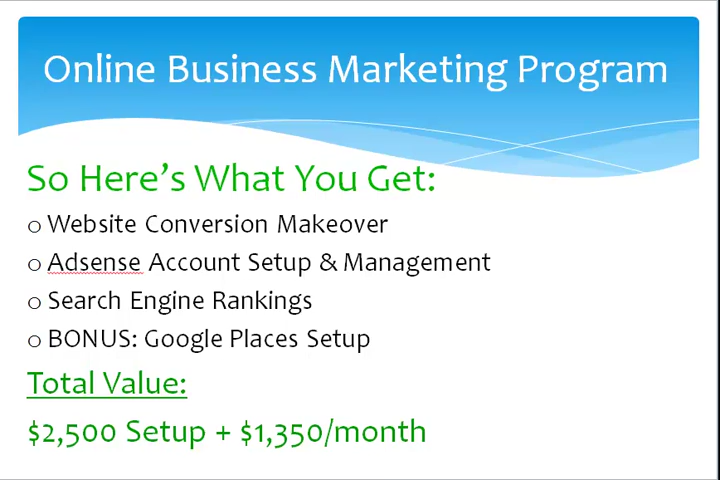 Online Business Marketing Program
So Here's What You Get:
o Website Conversion Makeover
o Adsense Account Setup & Management
o Search Engine Rankings
o BONUS: Google Places Setup
Total Value:
$2,500 Setup + $1,350/month